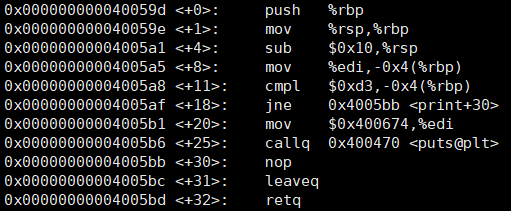 0x000000000040059d <+0>: push %rbp
0x000000000040059e <+1>: mov %rsp,%rbp
0x00000000004005a1 <+4>: sub $0x10,%rsp
0x00000000004005a5 <+8>: mov %edi,-0x4(%rbp)
0x00000000004005a8 <+11>: cmpl $0xd3,-0x4(%rbp)
0x00000000004005af <+18>: jne 0x4005bb <print+30>
0x00000000004005b1 <+20>: mov $0x400674,%edi
0x00000000004005b6 <+25>: callq 0x400470 <puts@plt>
0x00000000004005bb <+30>: nop
0x00000000004005bc <+31>: leaveq
0x00000000004005bd <+32>: retq